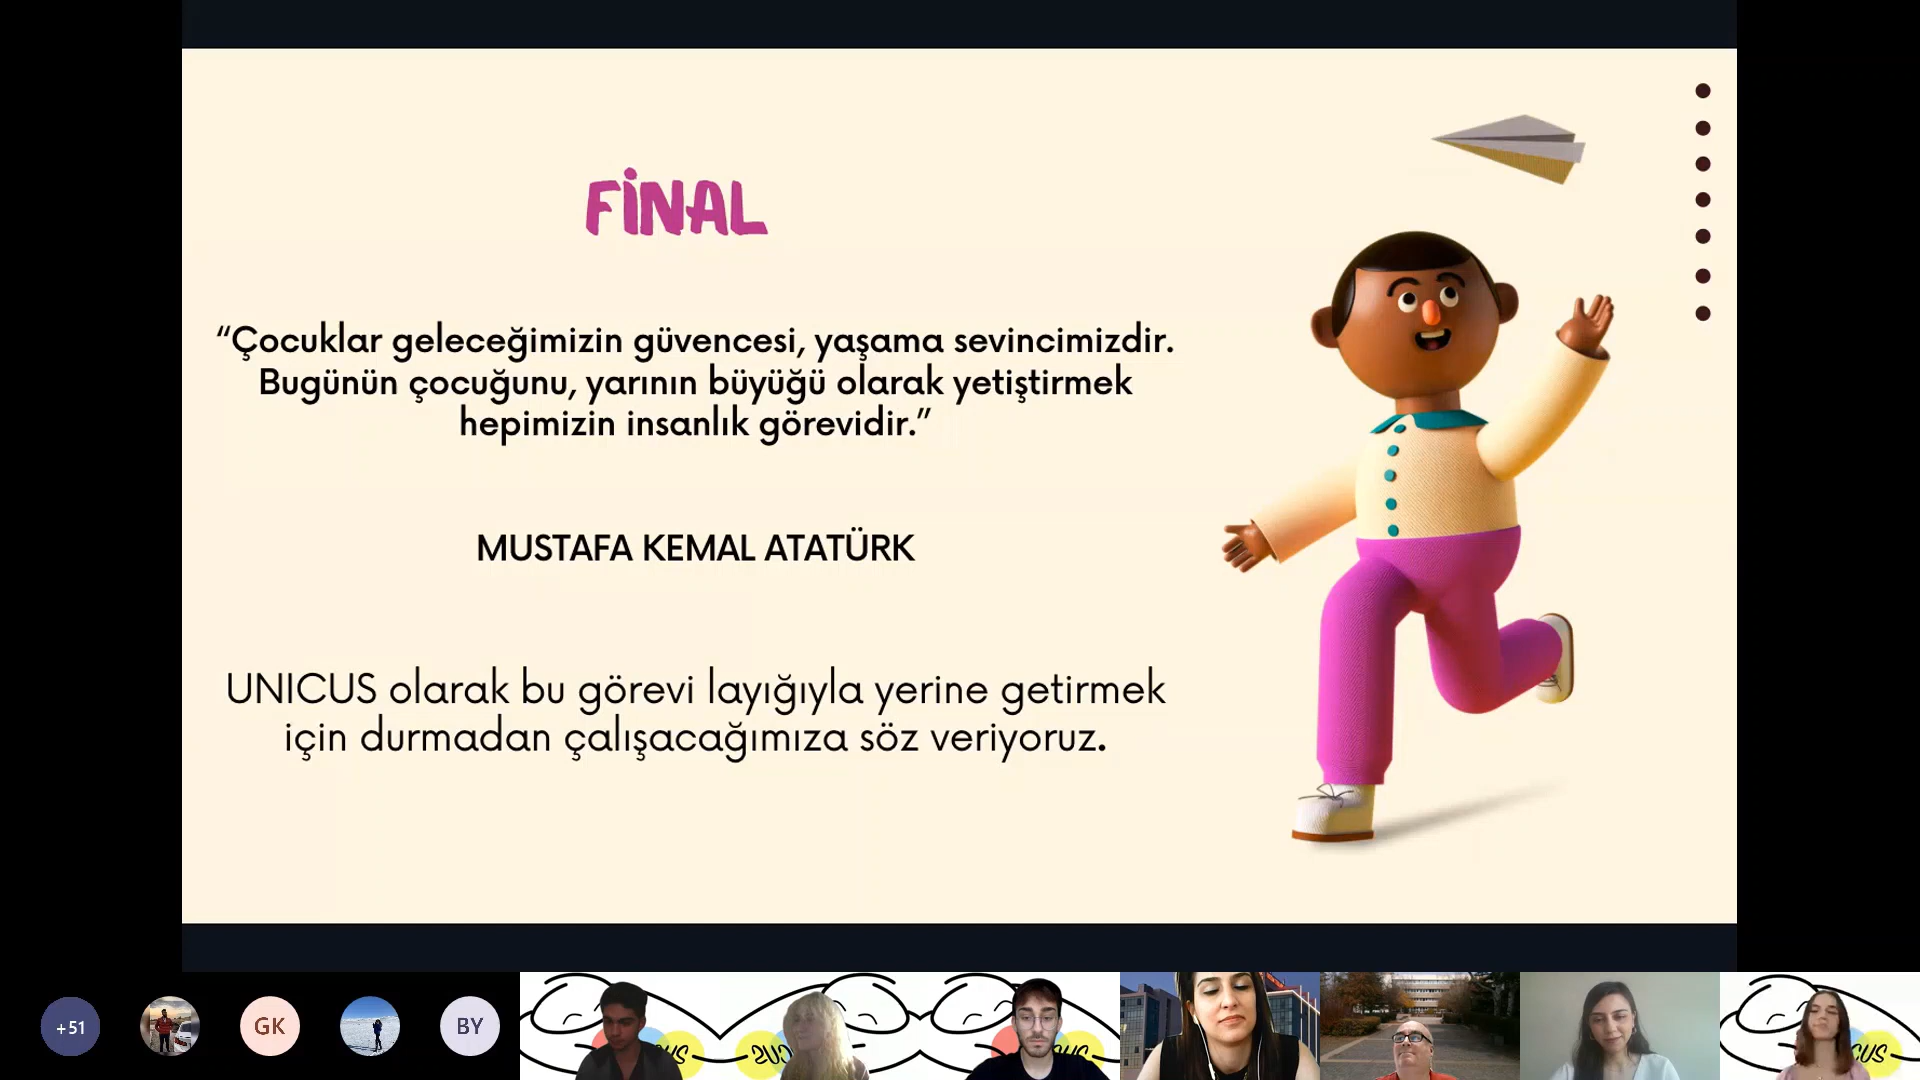 FİNAL
“Çocuklar geleceğimizin güvencesi, yaşama sevincimizdir.
Bugünün çocuğunu, yarının büyüğü olarak yetiştirmek
hepimizin insanlık görevidir.”
MUSTAFA KEMAL ATATÜRK
UNICUS olarak bu görevi layığıyla yerine getirmek
için durmadan çalışacağımıza söz veriyoruz.
+51
GK
BY